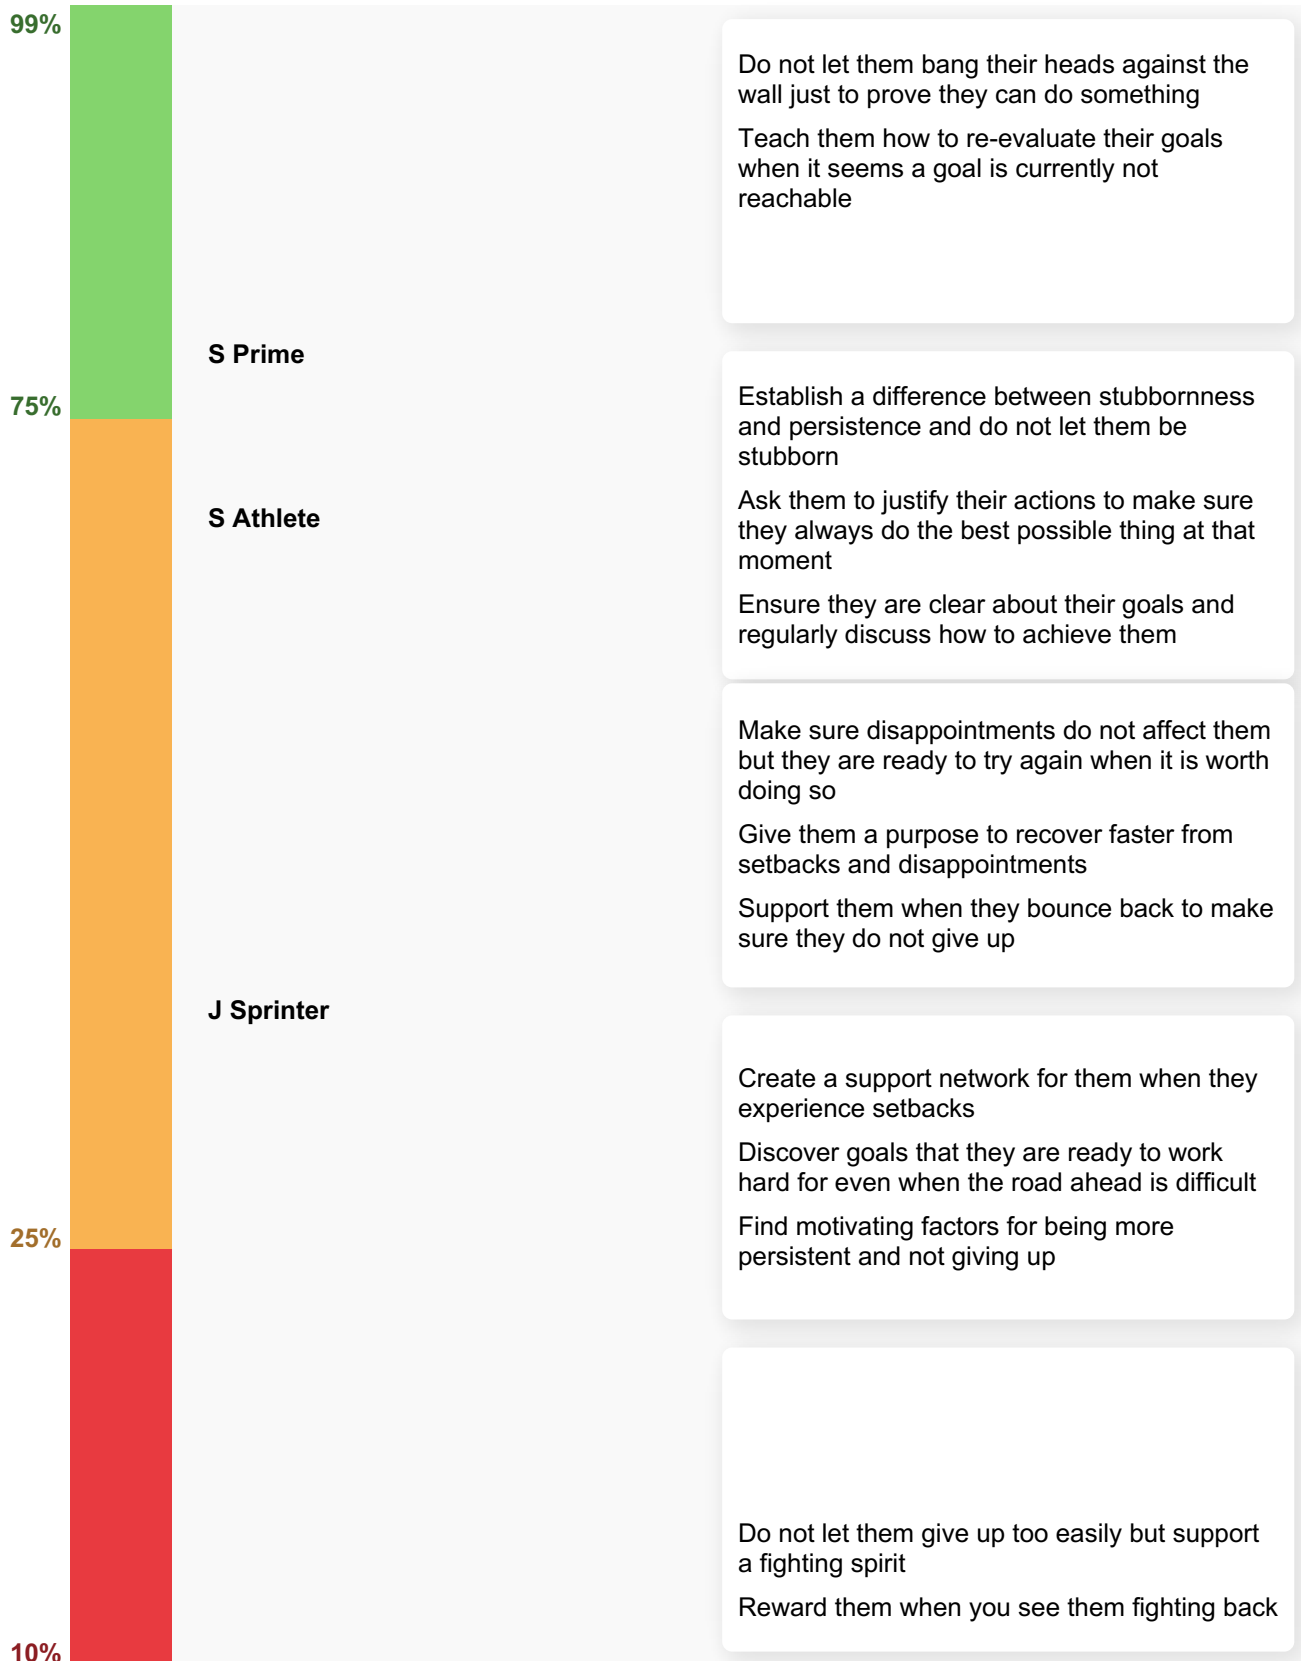 99%
Do not let them bang their heads against the
wall just to prove they can do something
Teach them how to re-evaluate their goals
when it seems a goal is currently not
reachable
S Prime
75%
Establish a difference between stubbornness
and persistence and do not let them be
stubborn
S Athlete
Ask them to justify their actions to make sure
they always do the best possible thing at that
moment
Ensure they are clear about their goals and
regularly discuss how to achieve them
Make sure disappointments do not affect them
but they are ready to try again when it is worth
doing so
Give them a purpose to recover faster from
setbacks and disappointments
Support them when they bounce back to make
sure they do not give up
J Sprinter
Create a support network for them when they
experience setbacks
Discover goals that they are ready to work
hard for even when the road ahead is difficult
Find motivating factors for being more
persistent and not giving up
25%
Do not let them give up too easily but support
a fighting spirit
Reward them when you see them fighting back
10%